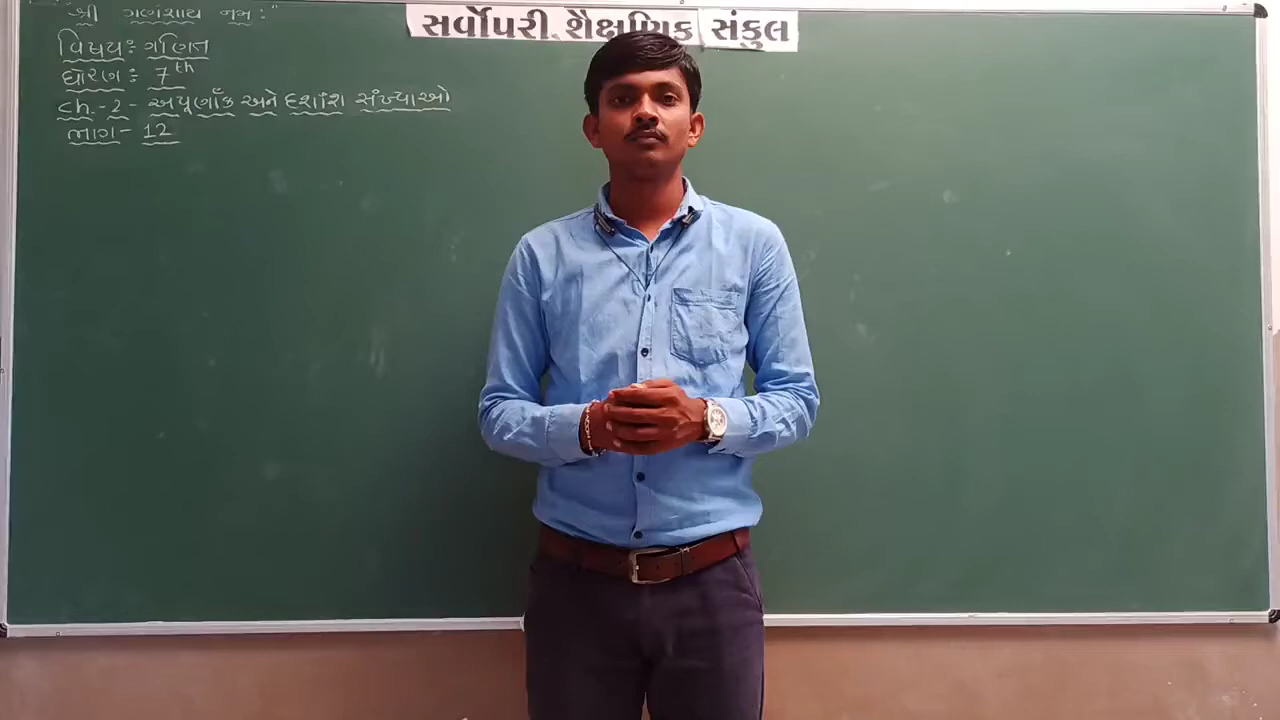 શ્રી ગણેશાય નમઃ"
સર્વોપરી શૈક્ષણિક સંકુલ
વિષયઃ ગણિત
ધોરણઃ 7th
ch.-2- અપૂર્ણાંક અને દશાંશ સંખ્યાઓ
ભાગ- 12